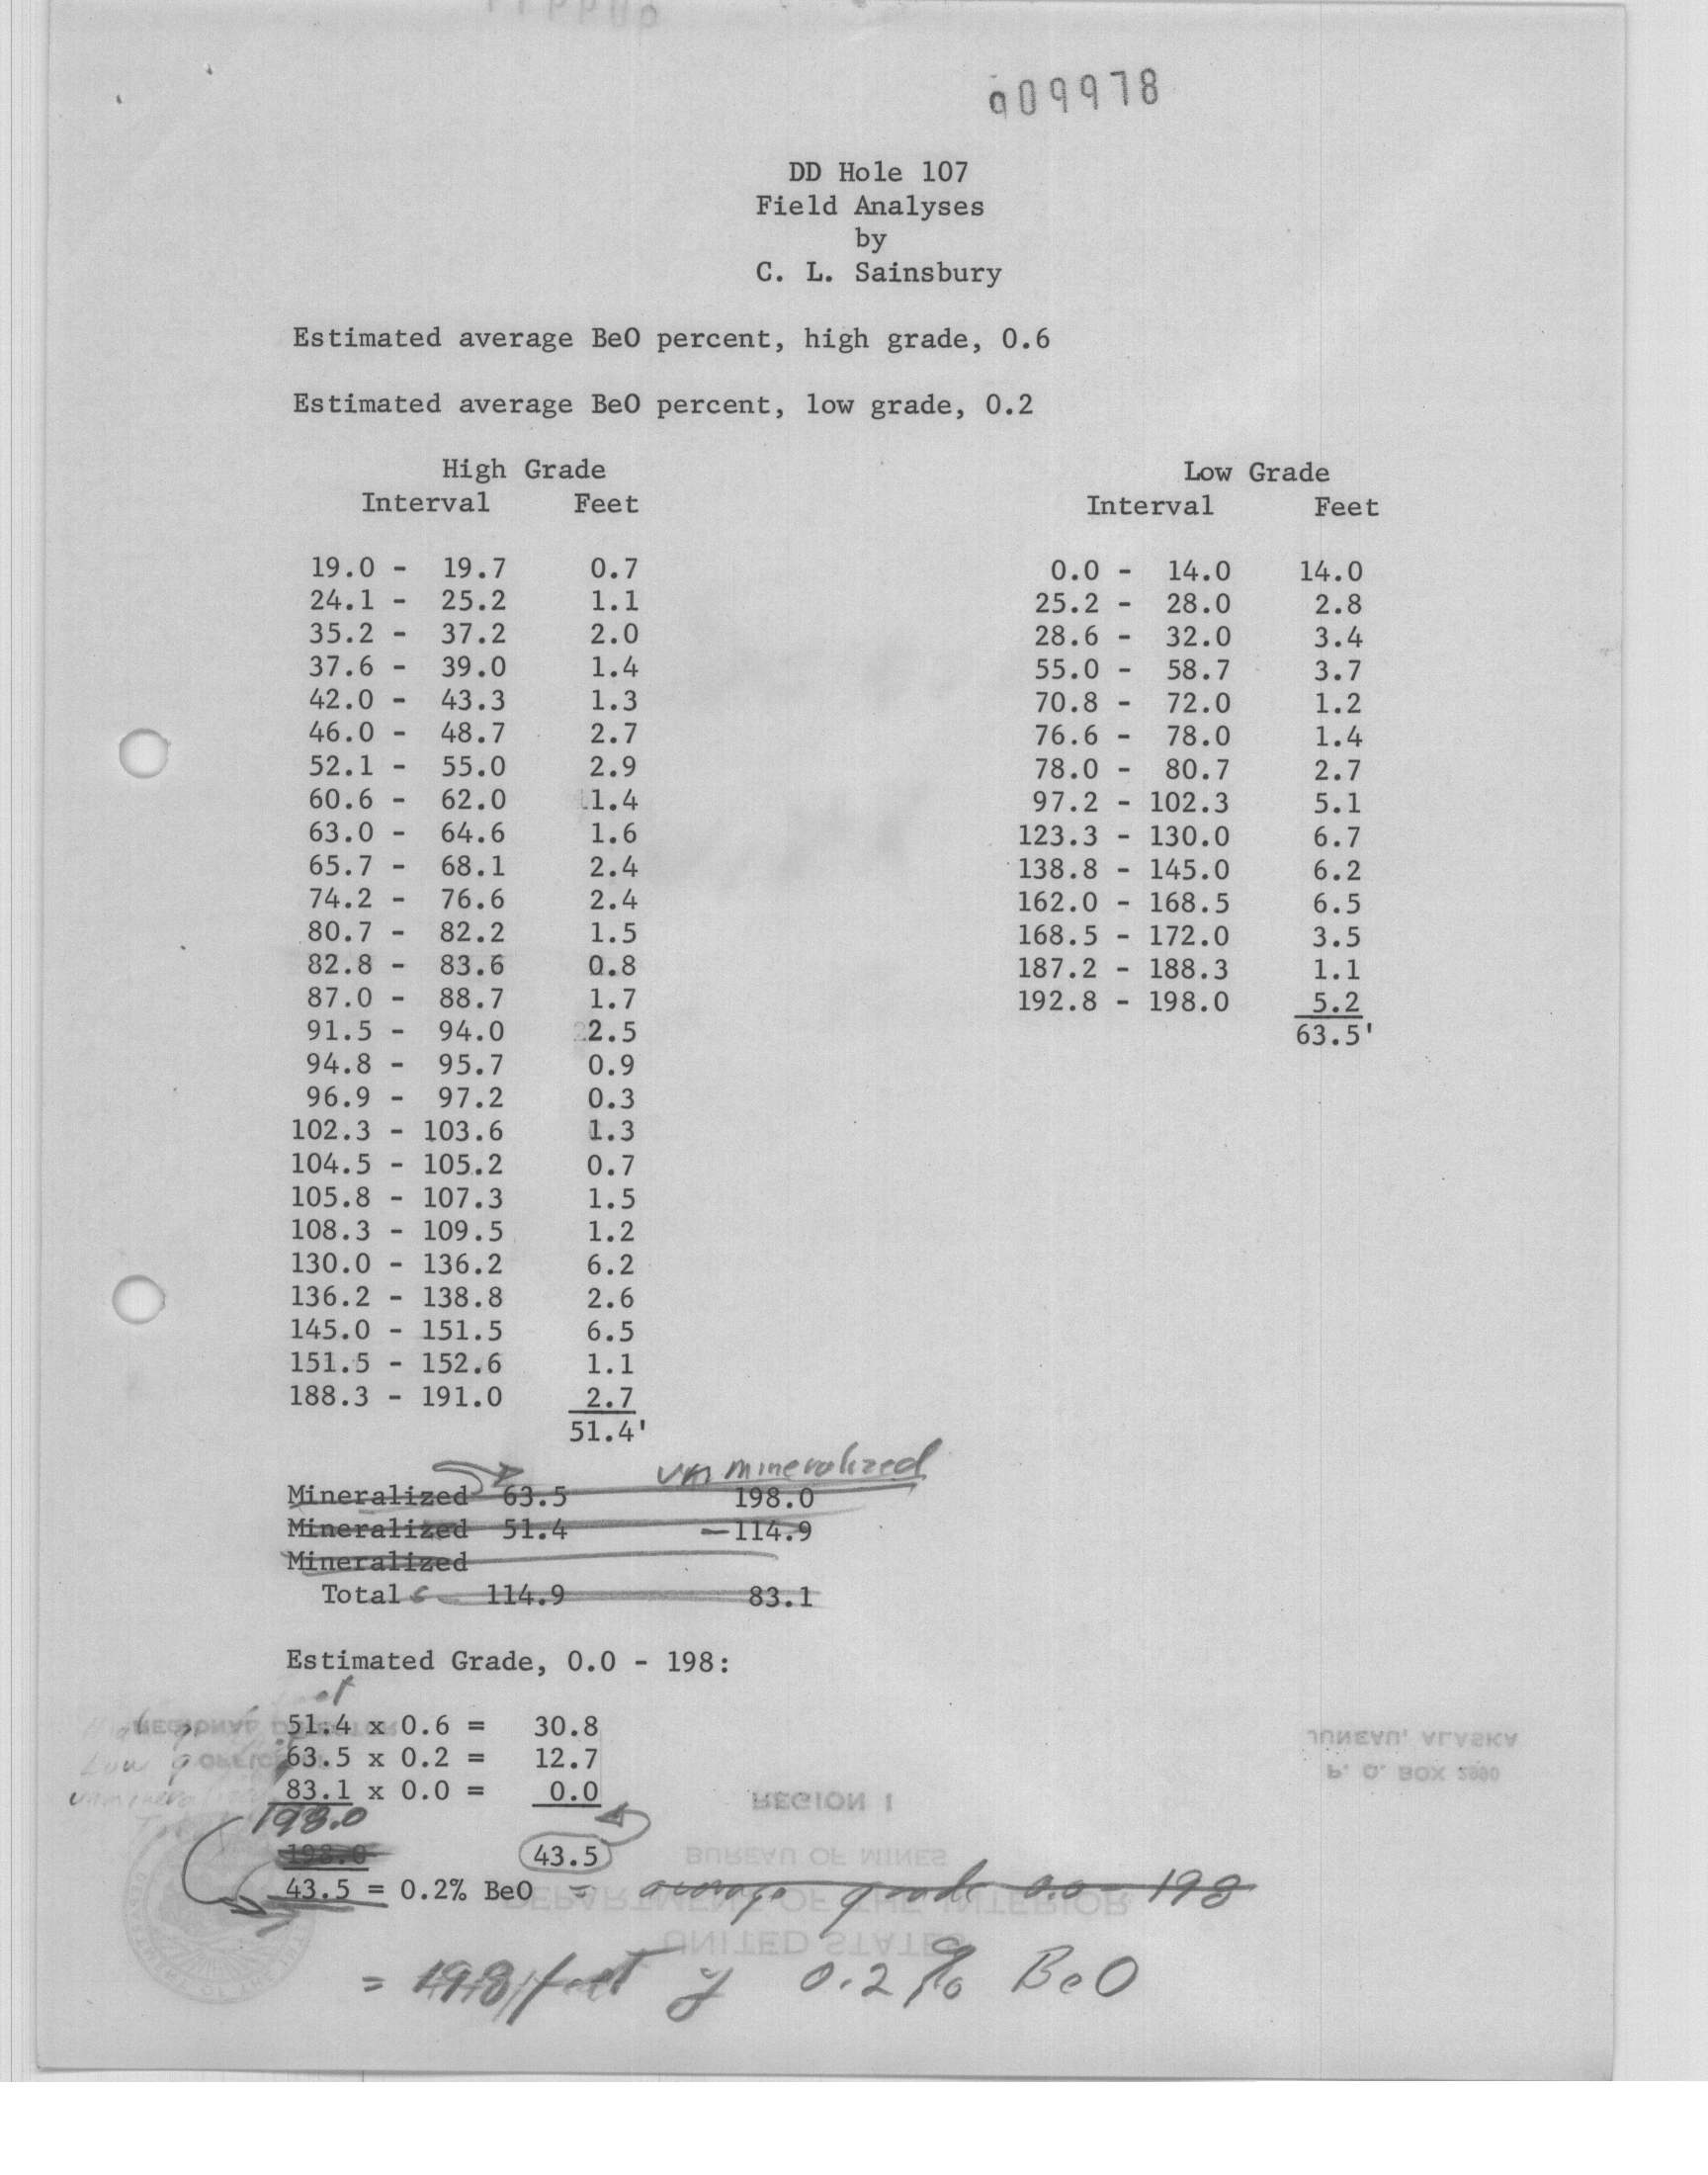 909978
DD Hole 107
Field Analyses
by
C. L. Sainsbury
Estimated average BeO percent, high grade, 0.6
Estimated average BeO percent, low grade, 0.2
High Grade
Interval Feet
19.0 - 19.7 0.7
24.1 - 25.2 1.1
35.2 - 37.2 2.0
37.6 - 39.0 1.4
42.0 - 43.3 1.3
46.0 - 48.7 2.7
52.1 - 55.0 2.9
60.6 - 62.0 1.4
63.0 - 64.6 1.6
65.7 - 68.1 2.4
74.2 - 76.6 2.4
80.7 - 82.2 1.5
82.8 - 83.6 0.8
87.0 - 88.7 1.7
91.5 - 94.0 2.5
94.8 - 95.7 0.9
96.9 - 97.2 0.3
102.3 - 103.6 1.3
104.5 - 105.2 0.7
105.8 - 107.3 1.5
108.3 - 109.5 1.2
130.0 - 136.2 6.2
136.2 - 138.8 2.6
145.0 - 151.5 6.5
151.5 - 152.6 1.1
188.3 - 191.0 2.7
51.4'
Low Grade
Interval Feet
0.0 - 14.0 14.0
25.2 - 28.0 2.8
28.6 - 32.0 3.4
55.0 - 58.7 3.7
70.8 - 72.0 1.2
76.6 - 78.0 1.4
78.0 - 80.7 2.7
97.2 - 102.3 5.1
123.3 - 130.0 6.7
138.8 - 145.0 6.2
162.0 - 168.5 6.5
168.5 - 172.0 3.5
187.2 - 188.3 1.1
192.8 - 198.0 5.2
63.5'
unmineralized
Mineralized 63.5 198.0
Mineralized 51.4 -114.9
Mineralized
Total 114.9 83.1
Estimated Grade, 0.0 - 198:
51.4 x 0.6 = 30.8
63.5 x 0.2 = 12.7
83.1 x 0.0 = 0.0
198.0
198.0 43.5
43.5 = 0.2% BeO = average grade 0.0 - 198
= 198 feet of 0.2% BeO
REGIONAL DIRECTOR
JUNEAU, ALASKA
P. O. BOX
REGION I
BUREAU OF MINES
DEPARTMENT OF THE INTERIOR
UNITED STATES